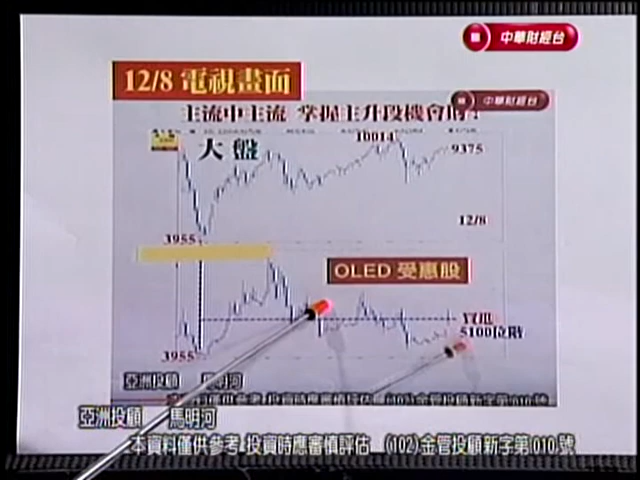 中華財經台
12/8 電視畫面
中華財經台
主流中主流 掌握主升段機會財!
10014
大盤
9375
12/8
3955
OLED 受惠股
5100位階
3955
亞洲投顧 馬明河
亞洲投顧 馬明河
本資料僅供參考 投資時應審慎評估 (102)金管投顧新字第010號